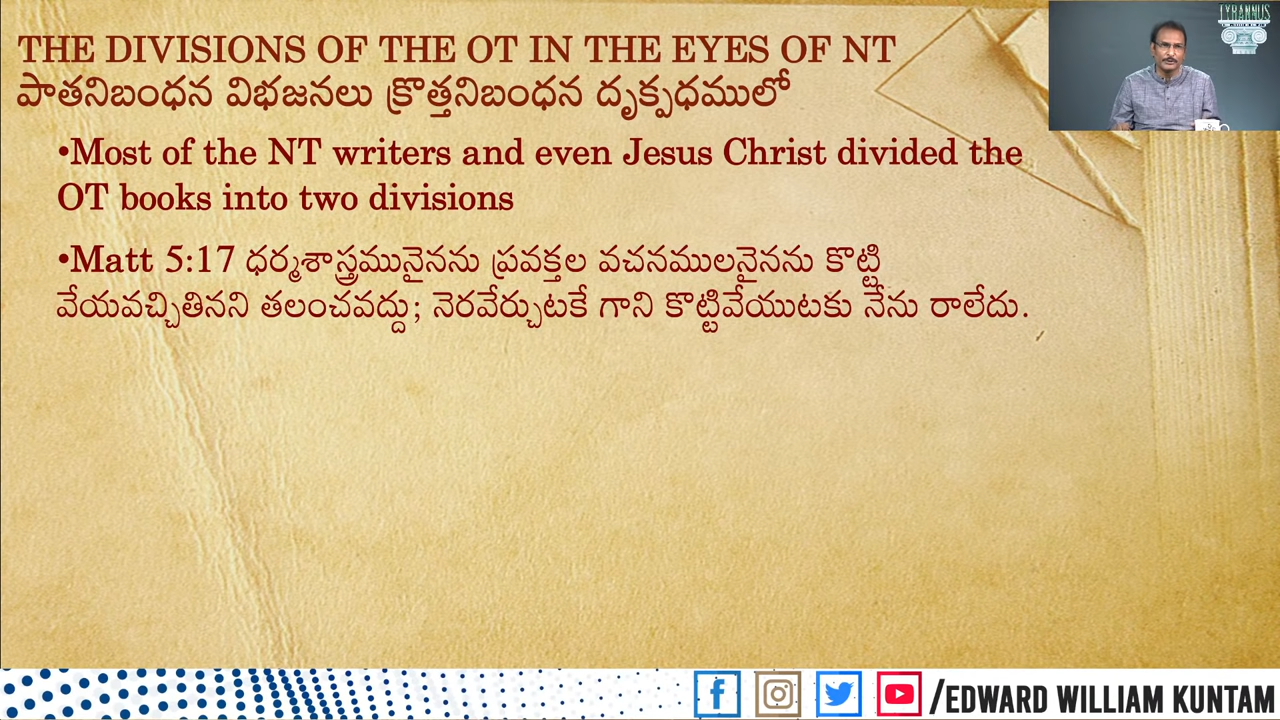 THE DIVISIONS OF THE OT IN THE EYES OF NT
పాతనిబంధన విభజనలు క్రొత్తనిబంధన దృక్పధములో
•Most of the NT writers and even Jesus Christ divided the
OT books into two divisions
•Matt 5:17 ధర్మశాస్త్రమునైనను ప్రవక్తల వచనములనైనను కొట్టి
వేయవచ్చితినని తలంచవద్దు; నెరవేర్చుటకే గాని కొట్టివేయుటకు నేను రాలేదు.
TYRANNUS
/EDWARD WILLIAM KUNTAM